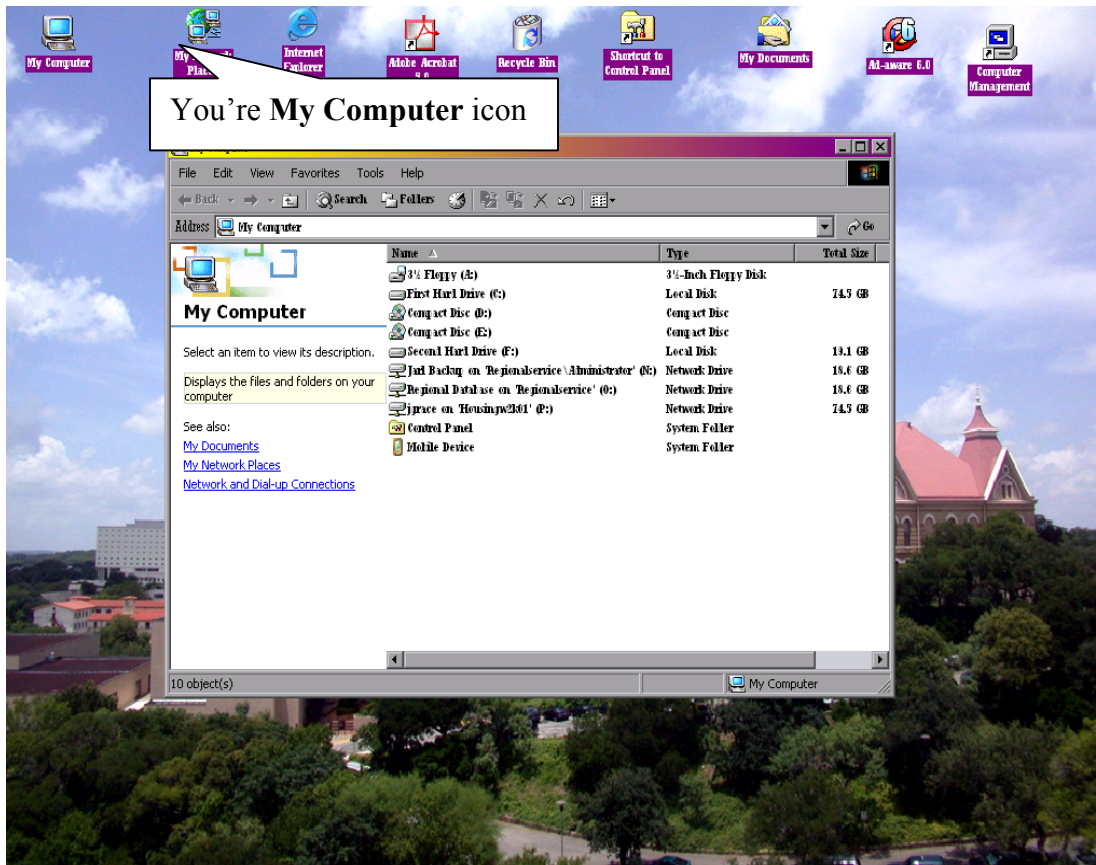 My Computer
My
Plac
Internet
Explorer
Adobe Acrobat
5.0
Recycle Bin
Shortcut to
Control Panel
My Documents
Ad-aware 6.0
Computer
Management
You’re My Computer icon
File Edit View Favorites Tools Help
Back Search Folders
Address My Computer Go
Name Type Total Size
3½ Floppy (A:) 3½-Inch Floppy Disk
First Hard Drive (C:) Local Disk 74.5 GB
Compact Disc (D:) Compact Disc
Compact Disc (E:) Compact Disc
Second Hard Drive (F:) Local Disk 19.1 GB
Jarl Backup on 'Regionalservice\Administrator' (N:) Network Drive 18.6 GB
Regional Database on 'Regionalservice' (O:) Network Drive 18.6 GB
(P:) Network Drive 74.5 GB
Control Panel System Folder
Mobile Device System Folder
My Computer
Select an item to view its description.
Displays the files and folders on your
computer
See also:
My Documents
My Network Places
Network and Dial-up Connections
10 object(s) My Computer